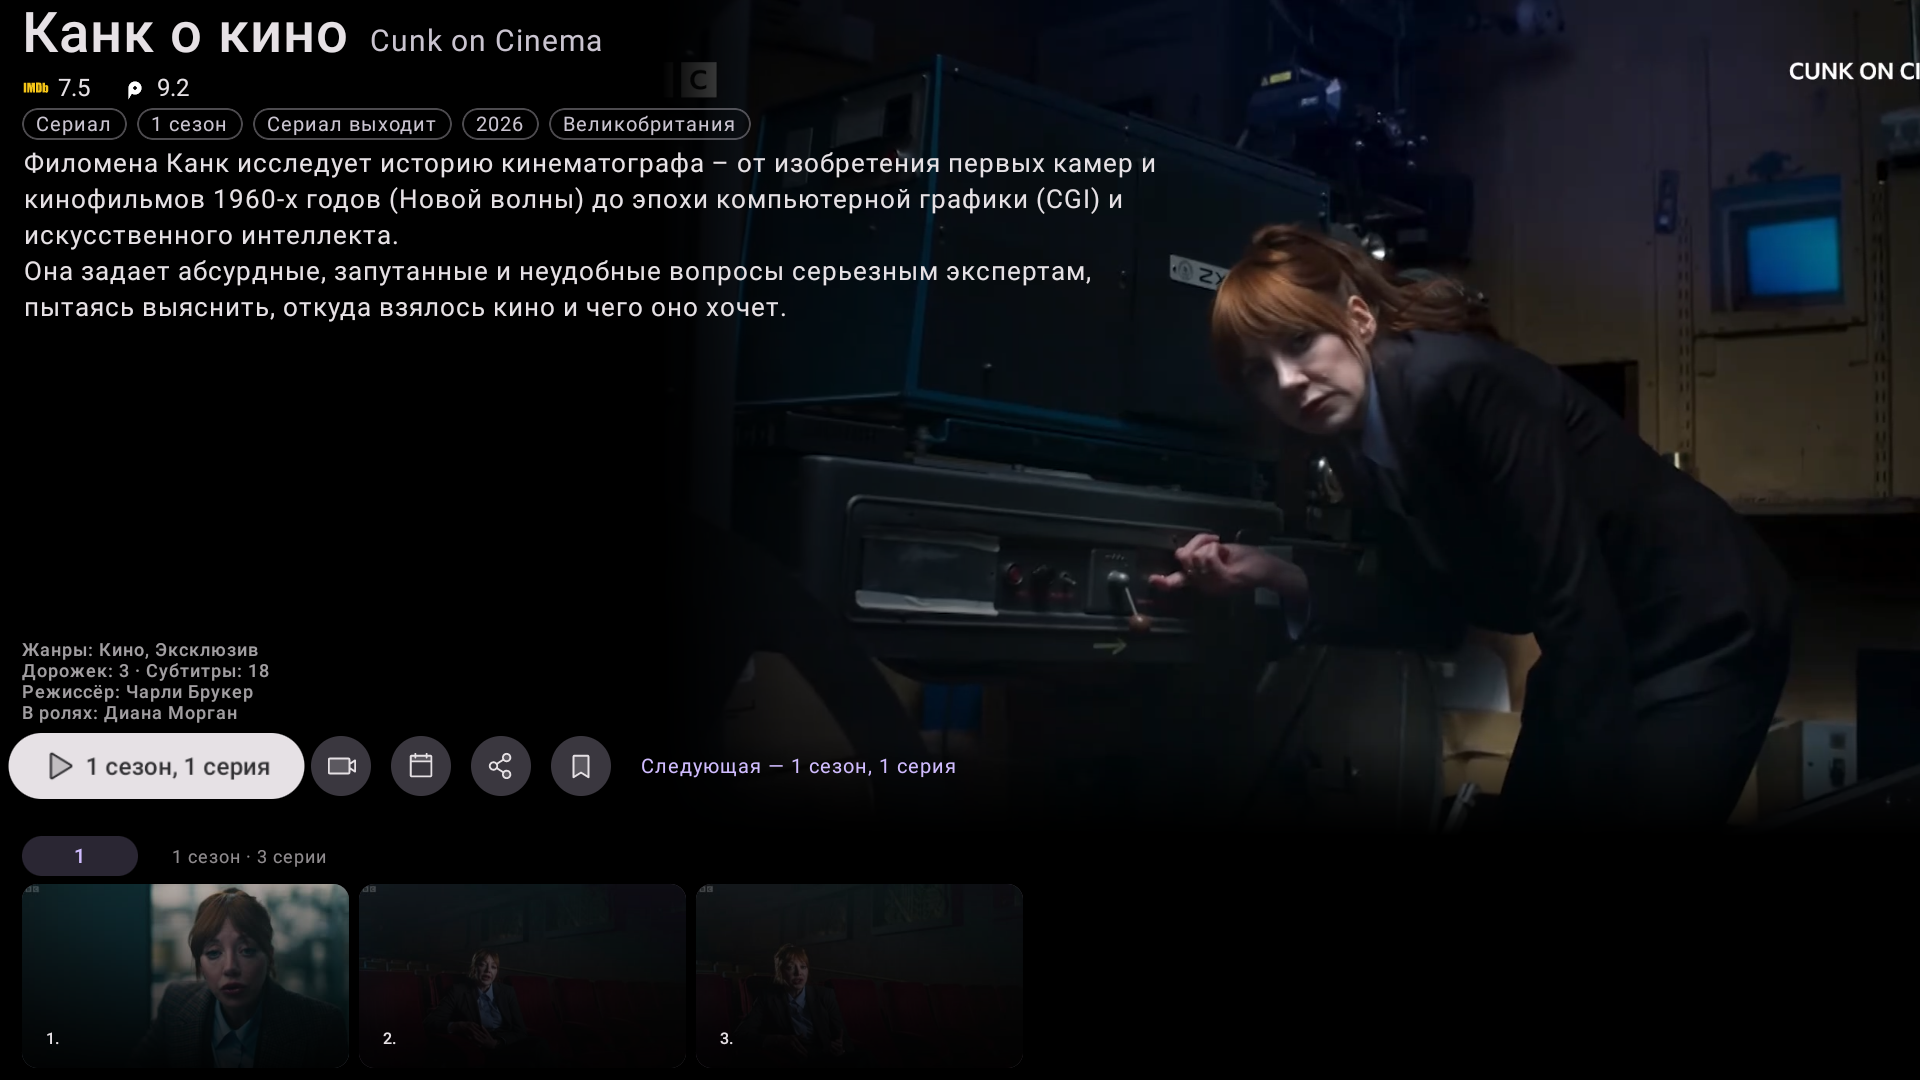 Канк о кино Cunk on Cinema
IMDb 7.5 9.2
C
CUNK ON CI
Сериал 1 сезон Сериал выходит 2026 Великобритания
Филомена Канк исследует историю кинематографа – от изобретения первых камер и
кинофильмов 1960-х годов (Новой волны) до эпохи компьютерной графики (CGI) и
искусственного интеллекта.
Она задает абсурдные, запутанные и неудобные вопросы серьезным экспертам,
пытаясь выяснить, откуда взялось кино и чего оно хочет.
Жанры: Кино, Эксклюзив
Дорожек: 3 · Субтитры: 18
Режиссёр: Чарли Брукер
В ролях: Диана Морган
1 сезон, 1 серия
Следующая — 1 сезон, 1 серия
1
1 сезон · 3 серии
1.
2.
3.